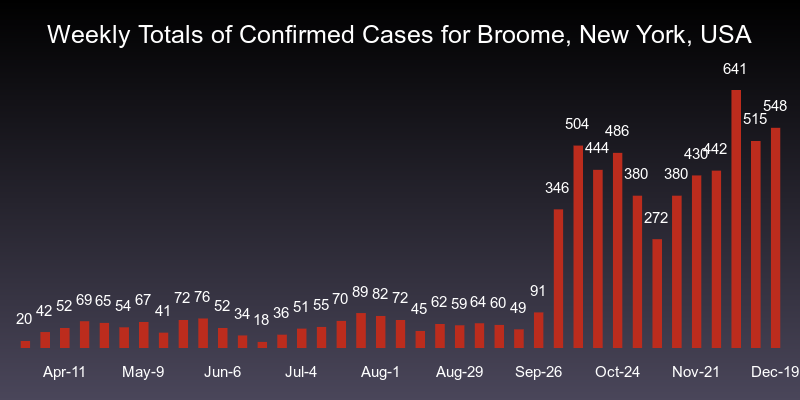 Weekly Totals of Confirmed Cases for Broome, New York, USA
20 42 52 69 65 54 67 41 72 76 52 34 18 36 51 55 70 89 82 72 45 62 59 64 60 49 91 346 504 444 486 380 272 380 430 442 641 515 548
Apr-11 May-9 Jun-6 Jul-4 Aug-1 Aug-29 Sep-26 Oct-24 Nov-21 Dec-19